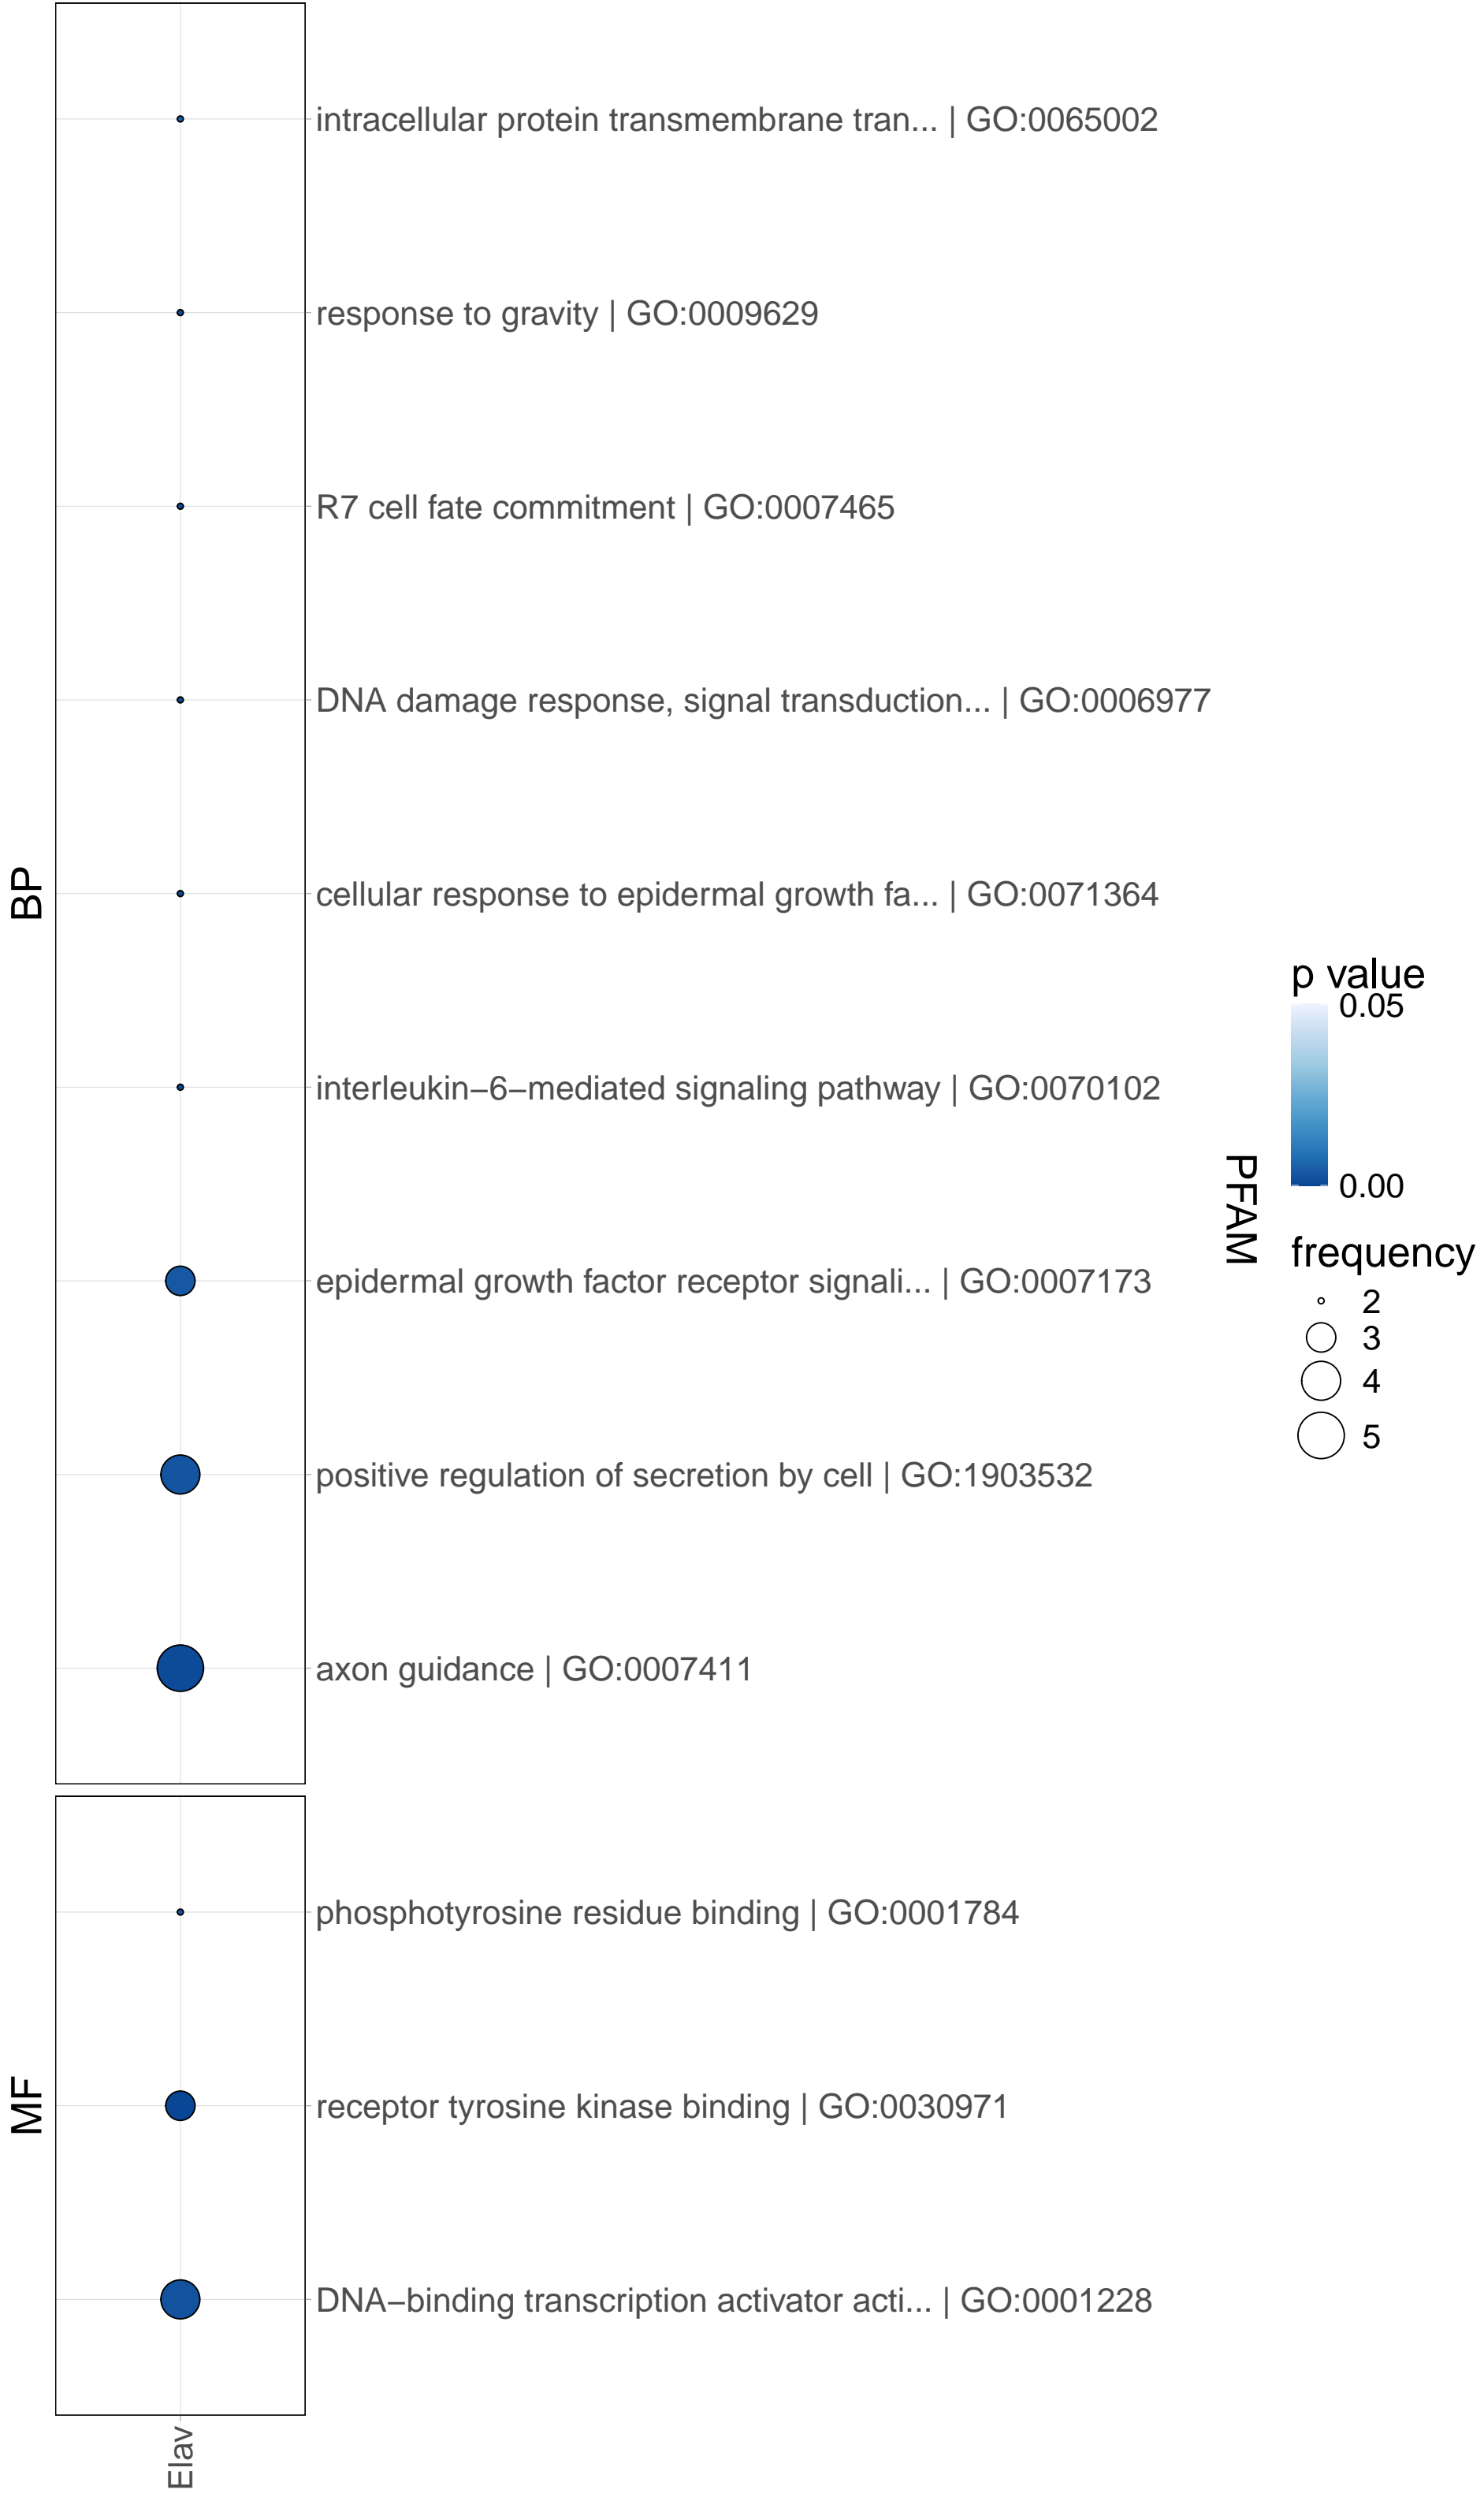 BP
intracellular protein transmembrane tran... | GO:0065002
response to gravity | GO:0009629
R7 cell fate commitment | GO:0007465
DNA damage response, signal transduction... | GO:0006977
cellular response to epidermal growth fa... | GO:0071364
interleukin−6−mediated signaling pathway | GO:0070102
epidermal growth factor receptor signali... | GO:0007173
positive regulation of secretion by cell | GO:1903532
axon guidance | GO:0007411
MF
phosphotyrosine residue binding | GO:0001784
receptor tyrosine kinase binding | GO:0030971
DNA−binding transcription activator acti... | GO:0001228
Elav
PFAM
p value
0.05
0.00
frequency
2
3
4
5